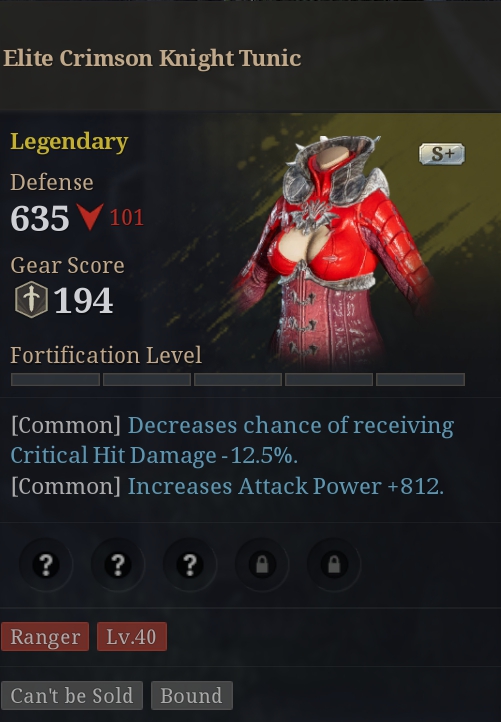 Elite Crimson Knight Tunic
Legendary
S+
Defense
635 101
Gear Score
194
Fortification Level
[Common] Decreases chance of receiving
Critical Hit Damage -12.5%.
[Common] Increases Attack Power +812.
? ? ?
Ranger Lv.40
Can't be Sold Bound